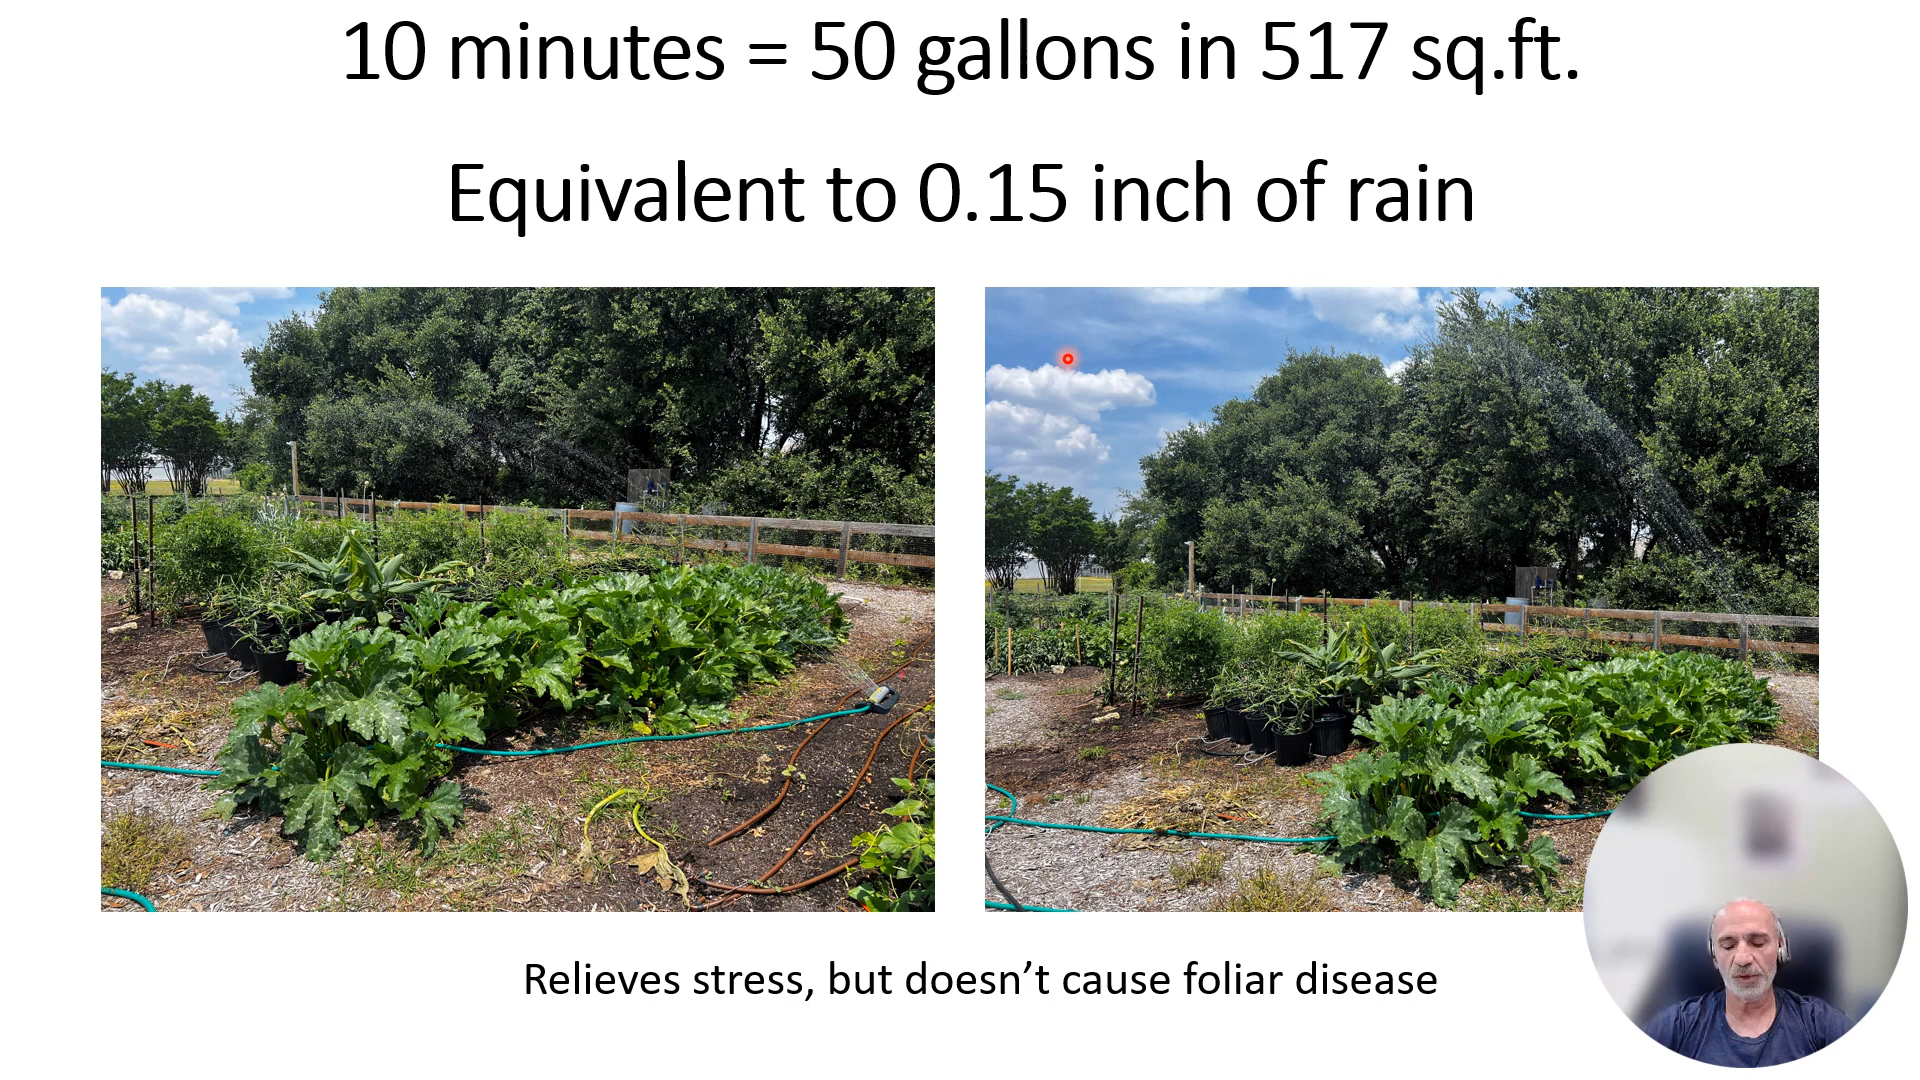 10 minutes = 50 gallons in 517 sq.ft.
Equivalent to 0.15 inch of rain
Relieves stress, but doesn’t cause foliar disease